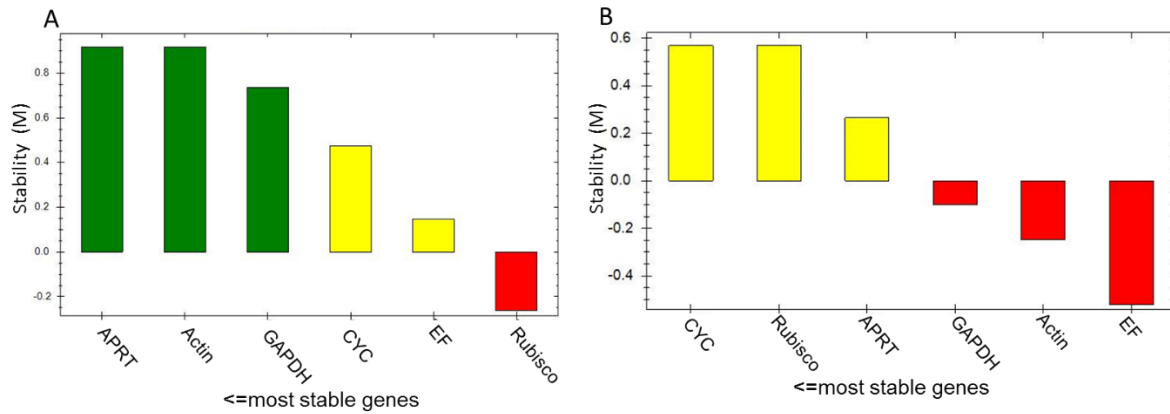 A
Stability (M)
0.8
0.6
0.4
0.2
0.0
-0.2
APRT
Actin
GAPDH
CYC
EF
Rubisco
<=most stable genes
B
Stability (M)
0.6
0.4
0.2
0.0
-0.2
-0.4
CYC
Rubisco
APRT
GAPDH
Actin
EF
<=most stable genes